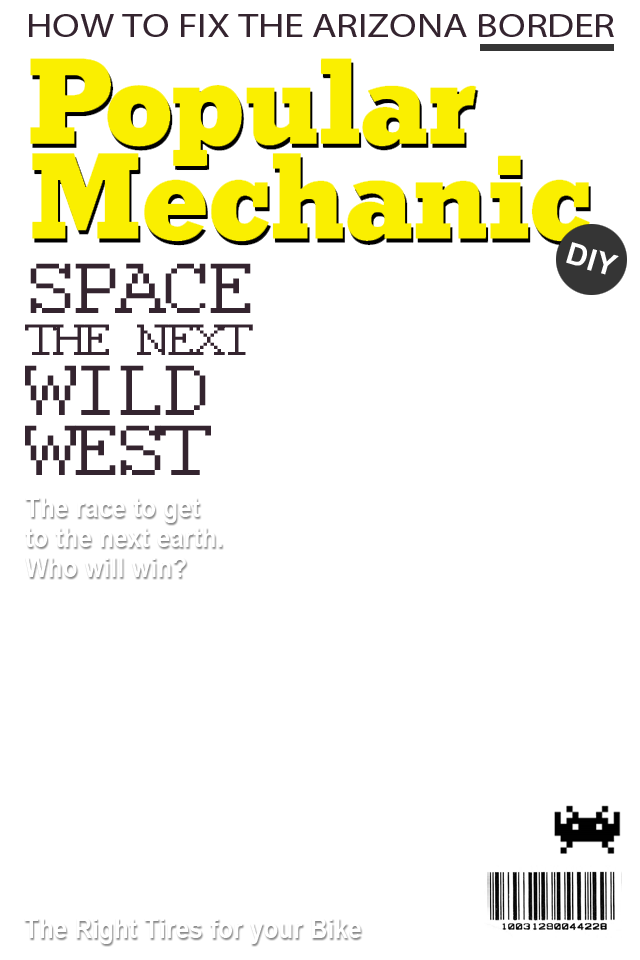 HOW TO FIX THE ARIZONA BORDER
Popular
Mechanic
DIY
SPACE
THE NEXT
WILD
WEST
The race to get
to the next earth.
Who will win?
10031290044228
The Right Tires for your Bike